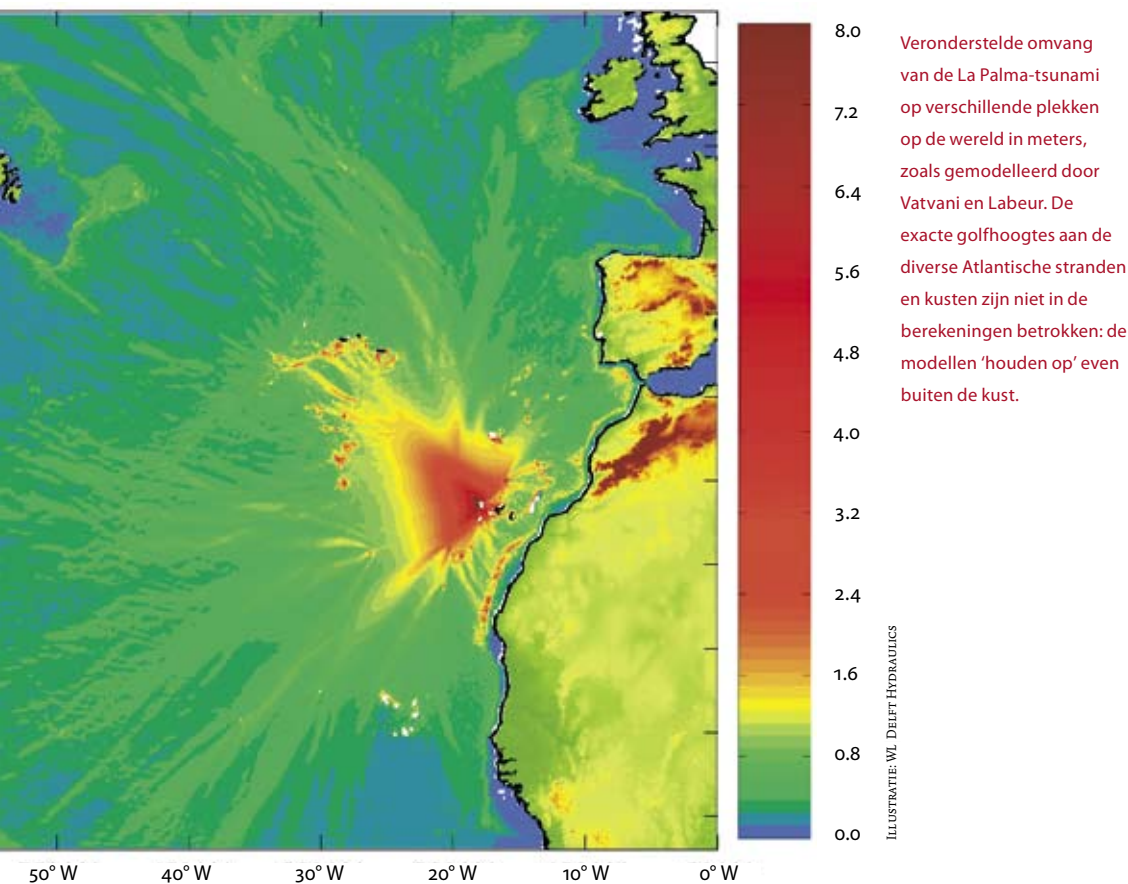 8.0
7.2
6.4
5.6
4.8
4.0
3.2
2.4
1.6
0.8
0.0
50° W
40° W
30° W
20° W
10° W
0° W
Illustratie: WL Delft Hydraulics
Veronderstelde omvang
van de La Palma-tsunami
op verschillende plekken
op de wereld in meters,
zoals gemodelleerd door
Vatvani en Labeur. De
exacte golfhoogtes aan de
diverse Atlantische stranden
en kusten zijn niet in de
berekeningen betrokken: de
modellen ‘houden op’ even
buiten de kust.